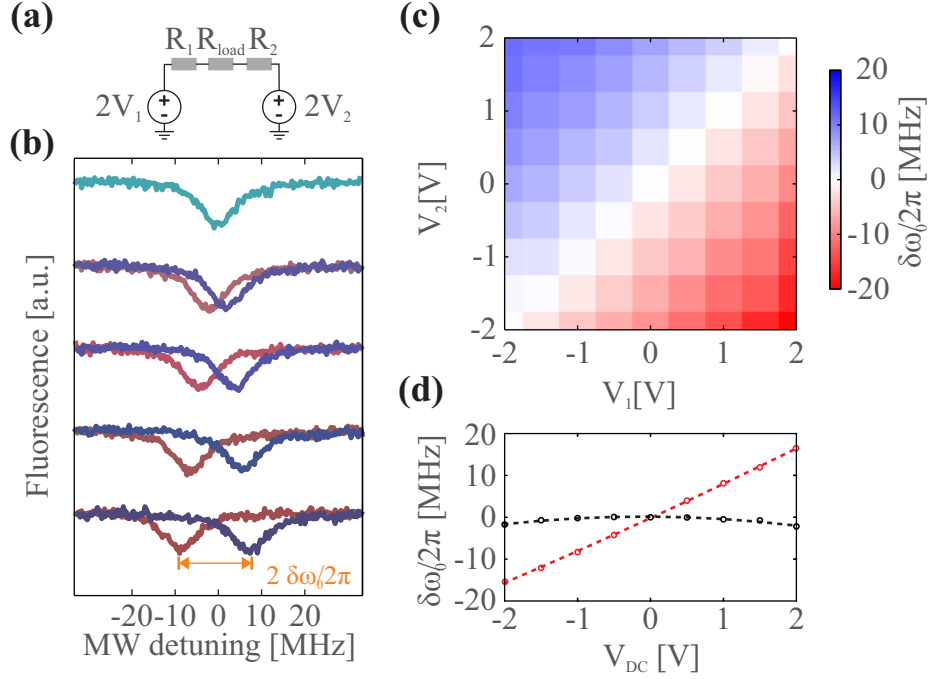 (a)
R₁ R_load R₂
2V₁ + - + - 2V₂
(b)
Fluorescence [a.u.]
2 δω₀/2π
-20 -10 0 10 20
MW detuning [MHz]
(c)
V₂[V]
2
1
0
-1
-2
-2 -1 0 1 2
V₁[V]
20
10
0
-10
-20
δω₀/2π [MHz]
(d)
δω₀/2π [MHz]
20
10
0
-10
-20
-2 -1 0 1 2
V_DC [V]